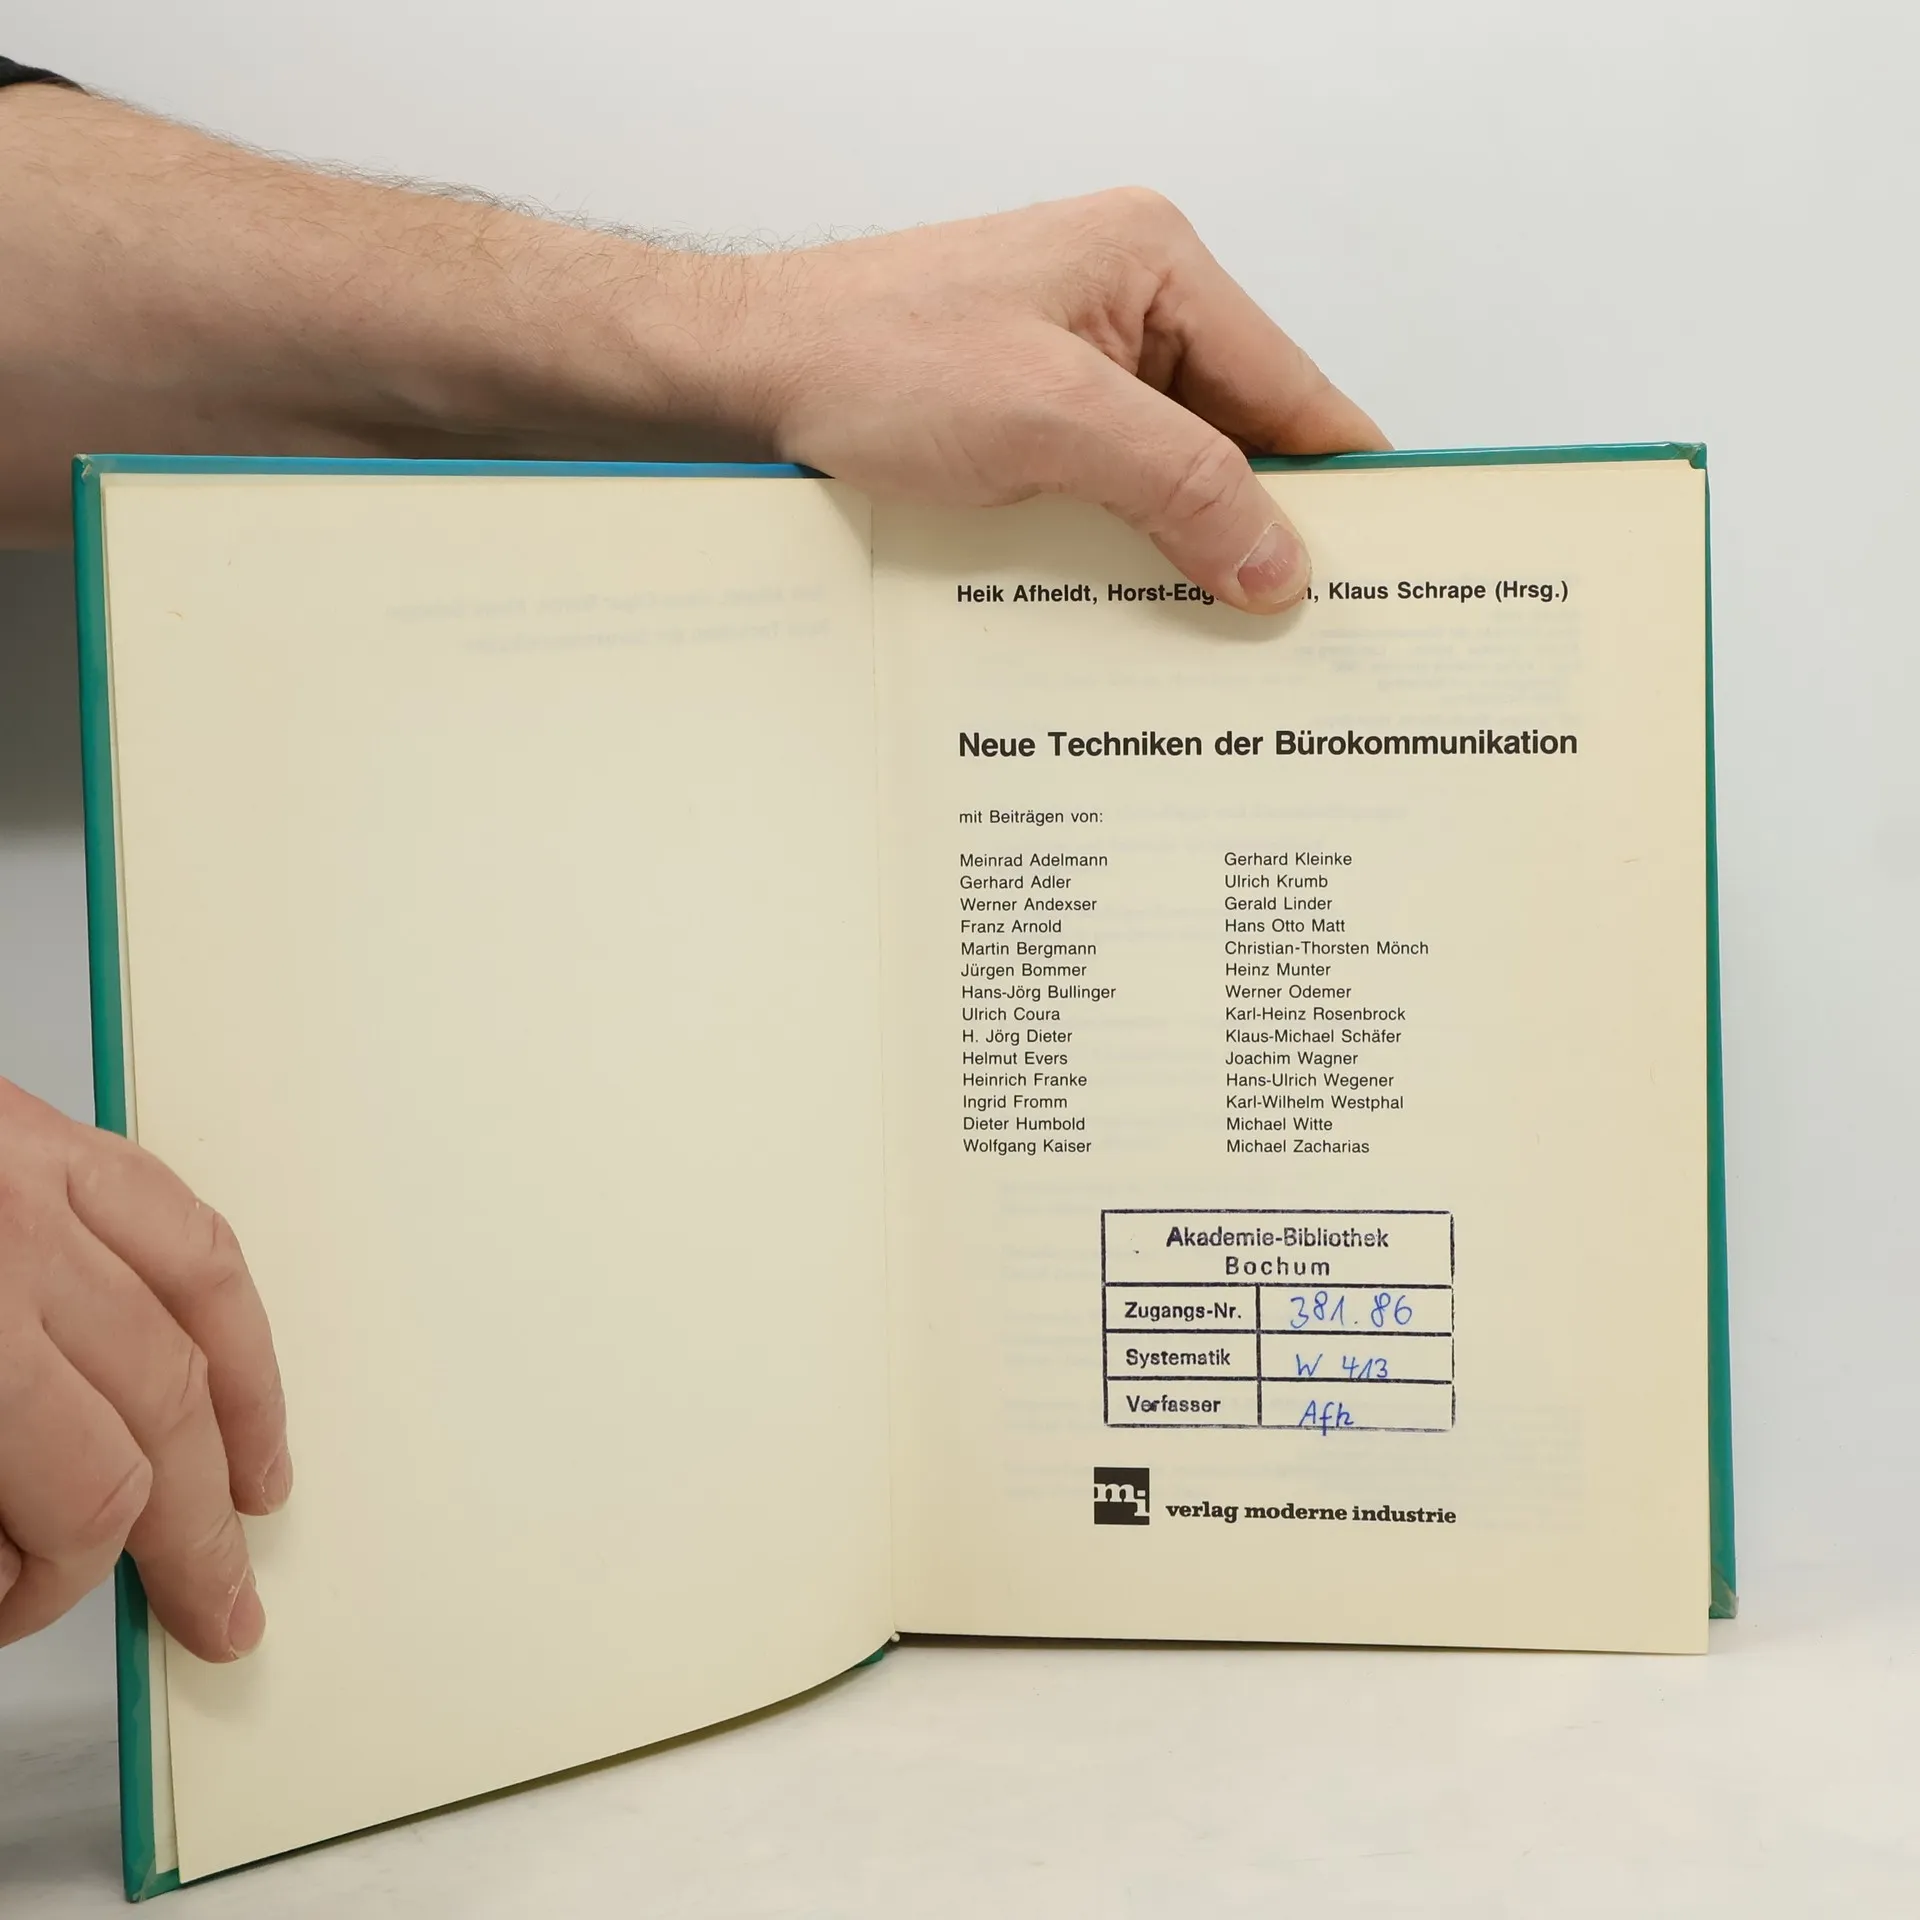 Heik Afheldt, Horst-Edg , Klaus Schrape (Hrsg.)
Neue Techniken der Bürokommunikation
mit Beiträgen von:
Meinrad Adelmann
Gerhard Adler
Werner Andexser
Franz Arnold
Martin Bergmann
Jürgen Bommer
Hans-Jörg Bullinger
Ulrich Coura
H. Jörg Dieter
Helmut Evers
Heinrich Franke
Ingrid Fromm
Dieter Humbold
Wolfgang Kaiser
Gerhard Kleinke
Ulrich Krumb
Gerald Linder
Hans Otto Matt
Christian-Thorsten Mönch
Heinz Munter
Werner Odemer
Karl-Heinz Rosenbrock
Klaus-Michael Schäfer
Joachim Wagner
Hans-Ulrich Wegener
Karl-Wilhelm Westphal
Michael Witte
Michael Zacharias
Akademie-Bibliothek
Bochum
Zugangs-Nr. 381.86
Systematik W 413
Verfasser Afh
mi verlag moderne industrie